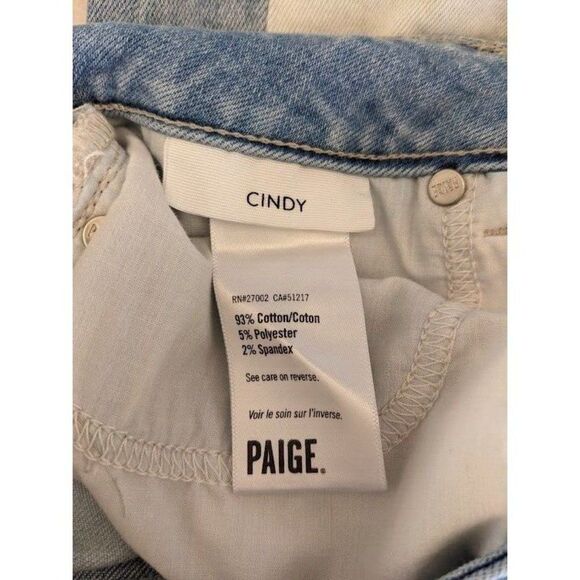 CINDY
PAIGE
RN#27002 CA#51217
93% Cotton/Coton
5% Polyester
2% Spandex
See care on reverse.
Voir le soin sur l'inverse.
PAIGE.